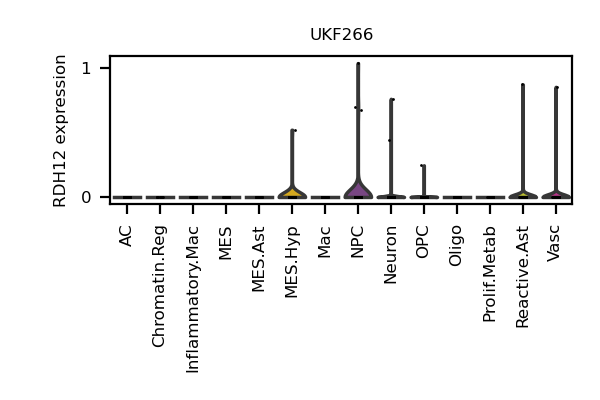 UKF266
RDH12 expression
1
0
AC
Chromatin.Reg
Inflammatory.Mac
MES
MES.Ast
MES.Hyp
Mac
NPC
Neuron
OPC
Oligo
Prolif.Metab
Reactive.Ast
Vasc